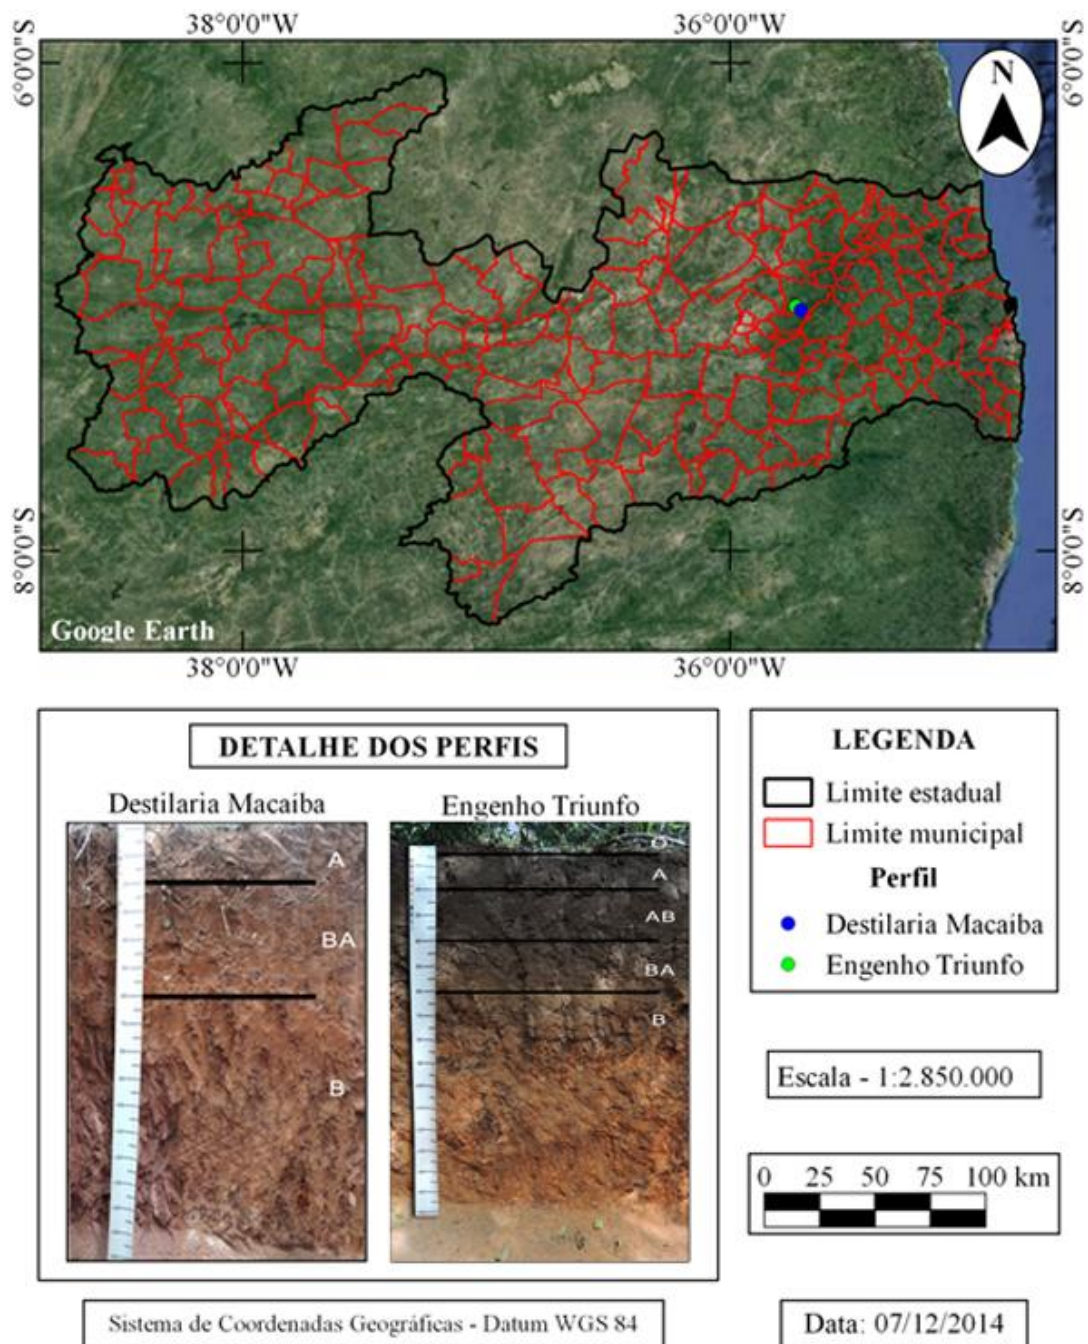 38°0'0"W
36°0'0"W
6°0'0"S
6°0'0"S
N
8°0'0"S
8°0'0"S
Google Earth
38°0'0"W
36°0'0"W
DETALHE DOS PERFIS
Destilaria Macaiba
Engenho Triunfo
A
BA
B
O
A
AB
BA
B
LEGENDA
Limite estadual
Limite municipal
Perfil
Destilaria Macaiba
Engenho Triunfo
Escala - 1:2.850.000
0 25 50 75 100 km
Sistema de Coordenadas Geográficas - Datum WGS 84
Data: 07/12/2014